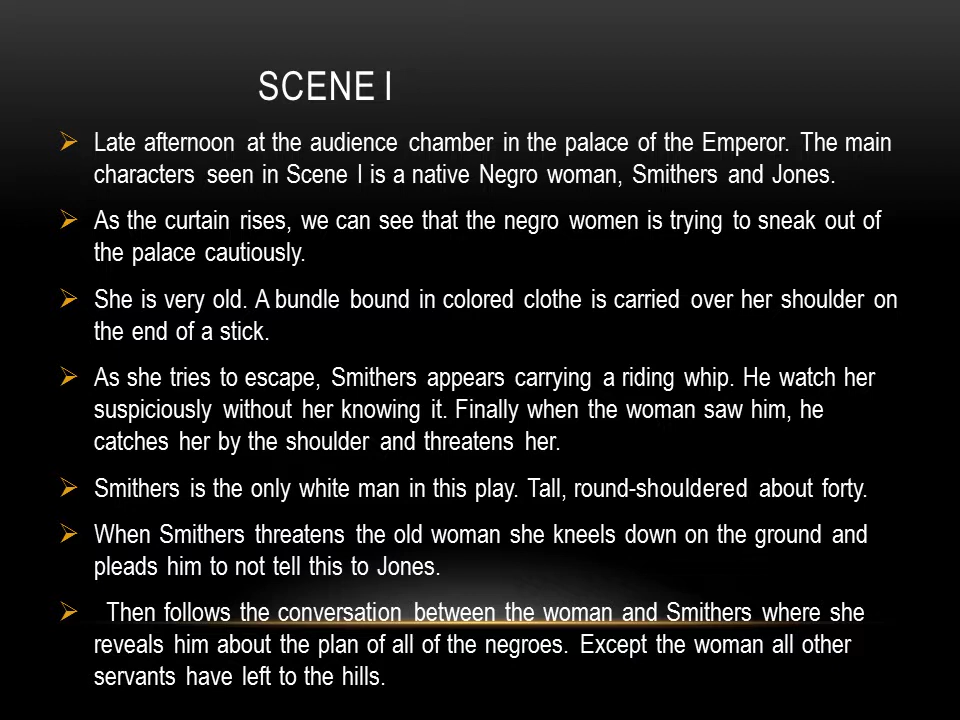 SCENE I
Late afternoon at the audience chamber in the palace of the Emperor. The main
characters seen in Scene I is a native Negro woman, Smithers and Jones.
As the curtain rises, we can see that the negro women is trying to sneak out of
the palace cautiously.
She is very old. A bundle bound in colored clothe is carried over her shoulder on
the end of a stick.
As she tries to escape, Smithers appears carrying a riding whip. He watch her
suspiciously without her knowing it. Finally when the woman saw him, he
catches her by the shoulder and threatens her.
Smithers is the only white man in this play. Tall, round-shouldered about forty.
When Smithers threatens the old woman she kneels down on the ground and
pleads him to not tell this to Jones.
Then follows the conversation between the woman and Smithers where she
reveals him about the plan of all of the negroes. Except the woman all other
servants have left to the hills.